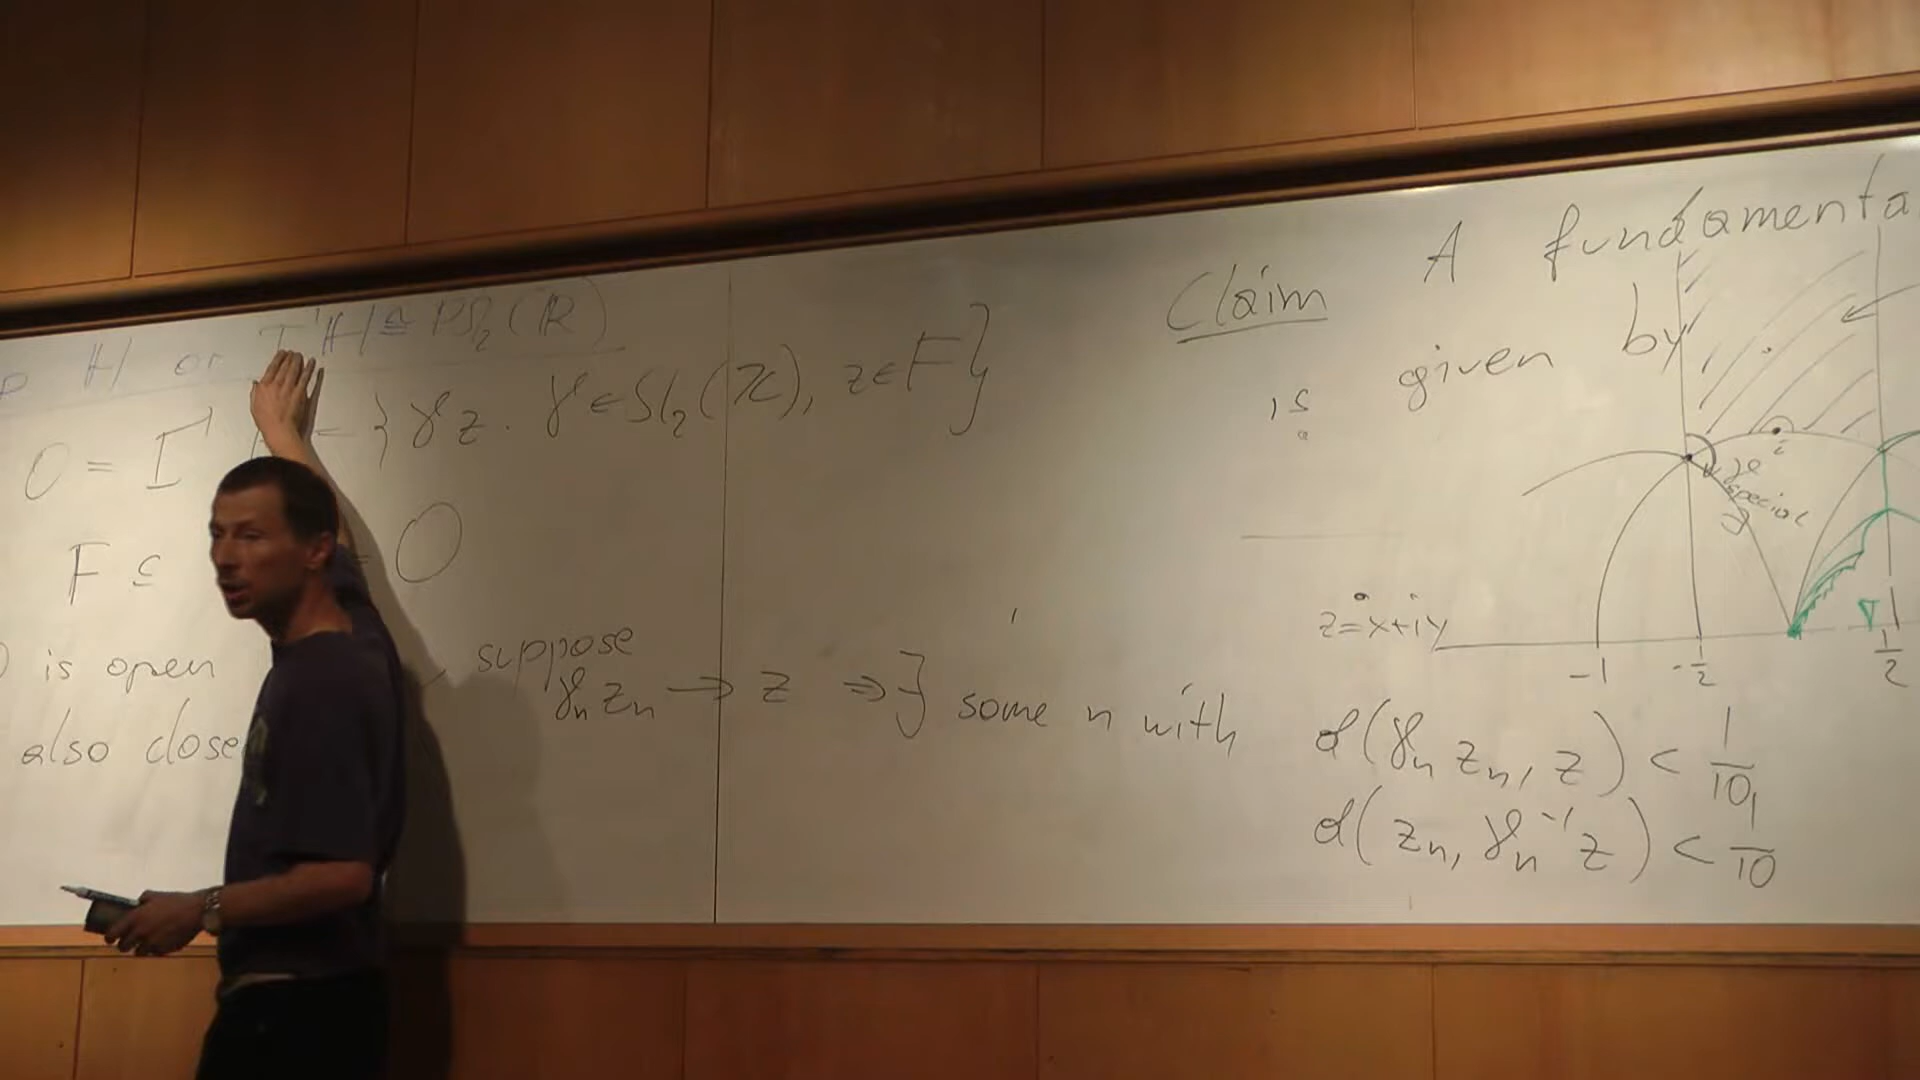 ℍ or T¹ℍ ≅ PSl₂(ℝ)
O = Γ = {γz. γ∈Sl₂(ℤ), z∈F}
F ⊆ O
is open
also close
suppose
γₙ zₙ → z ⇒ ∃ some n with
d(γₙ zₙ, z) < 1/10,
d(zₙ, γₙ⁻¹ z) < 1/10
Claim A fundamenta
is given by
i
special
z=x+iy
-1 -1/2 1/2